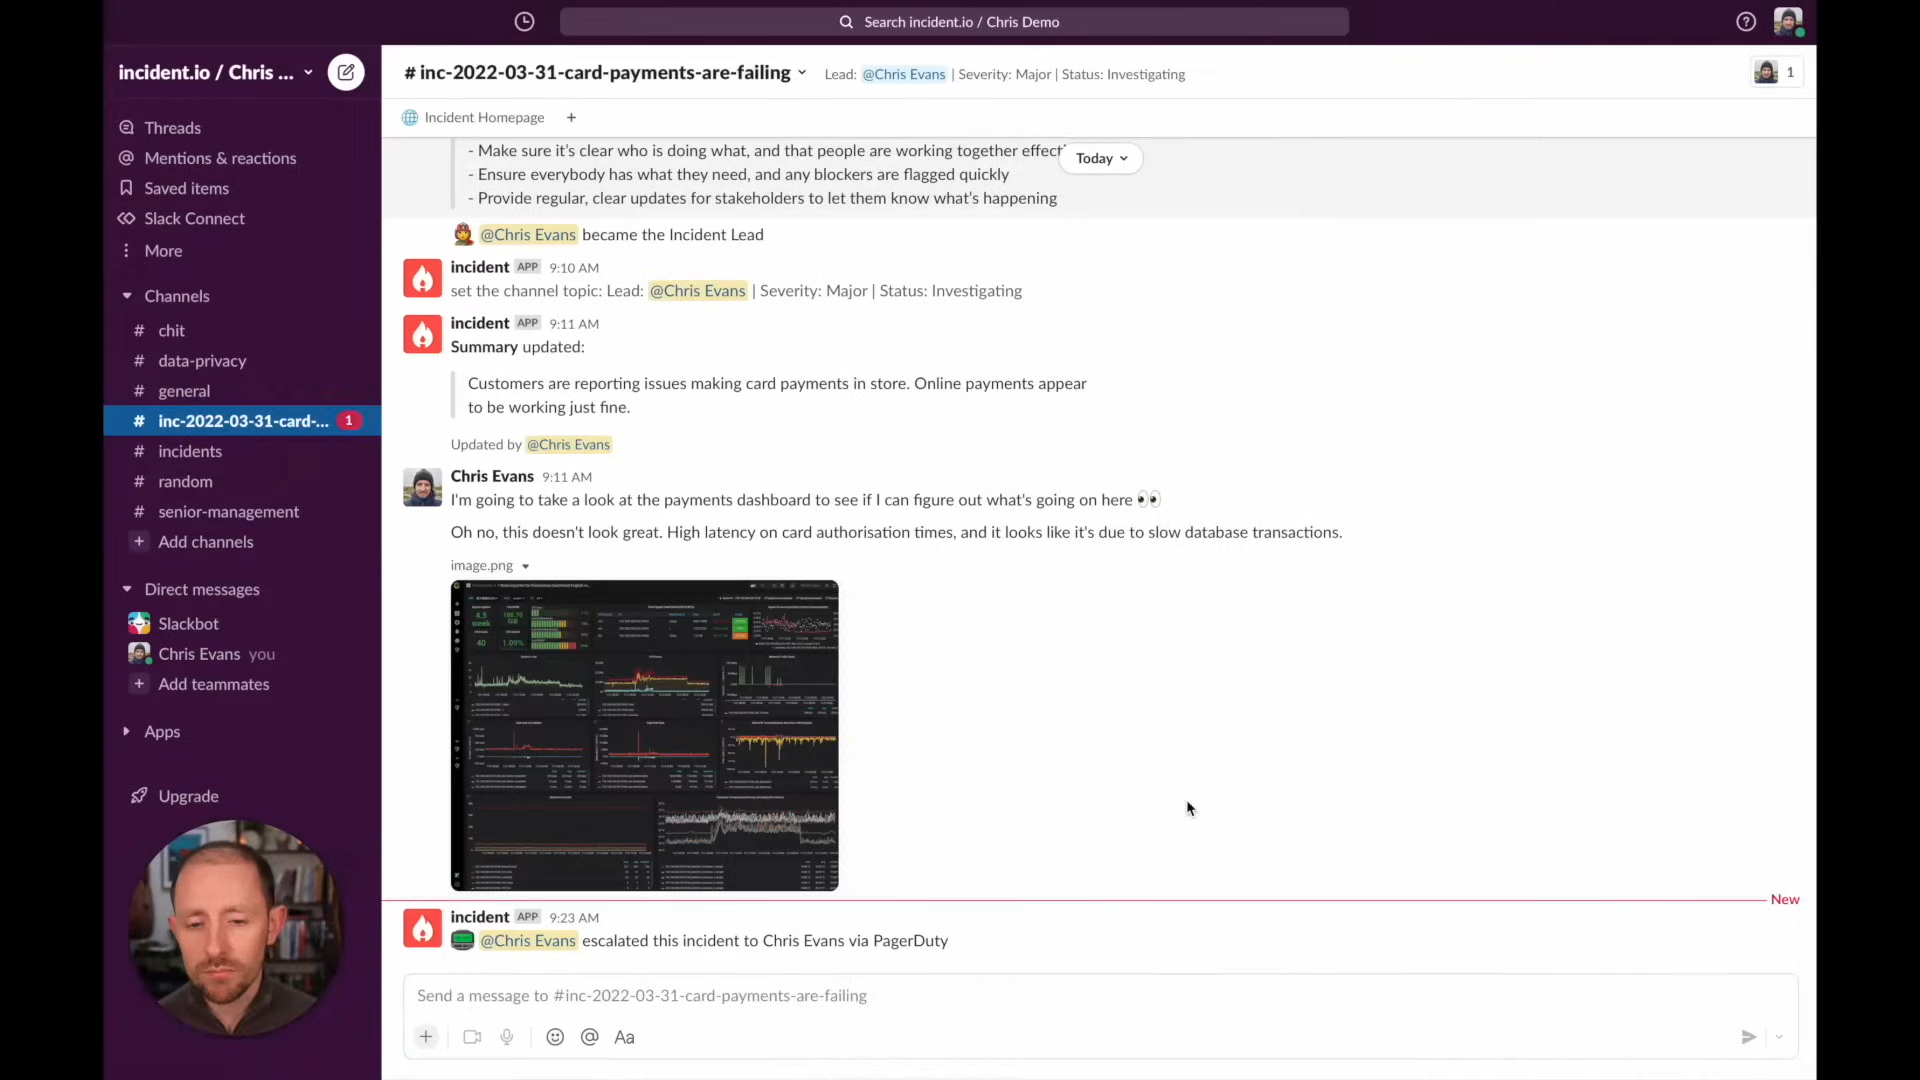 Search incident.io / Chris Demo
incident.io / Chris ...
Threads
Mentions & reactions
Saved items
Slack Connect
More
Channels
# chit
# data-privacy
# general
# inc-2022-03-31-card-... 1
# incidents
# random
# senior-management
+ Add channels
Direct messages
Slackbot
Chris Evans you
+ Add teammates
Apps
Upgrade
# inc-2022-03-31-card-payments-are-failing
Lead: @Chris Evans | Severity: Major | Status: Investigating
1
Incident Homepage +
- Make sure it's clear who is doing what, and that people are working together
Today
- Ensure everybody has what they need, and any blockers are flagged quickly
- Provide regular, clear updates for stakeholders to let them know what's happening
@Chris Evans became the Incident Lead
incident APP 9:10 AM
set the channel topic: Lead: @Chris Evans | Severity: Major | Status: Investigating
incident APP 9:11 AM
Summary updated:
Customers are reporting issues making card payments in store. Online payments appear
to be working just fine.
Updated by @Chris Evans
Chris Evans 9:11 AM
I'm going to take a look at the payments dashboard to see if I can figure out what's going on here 👀
Oh no, this doesn't look great. High latency on card authorisation times, and it looks like it's due to slow database transactions.
image.png
4.5
week
40
1.09%
New
incident APP 9:23 AM
@Chris Evans escalated this incident to Chris Evans via PagerDuty
Send a message to #inc-2022-03-31-card-payments-are-failing
+ @ Aa